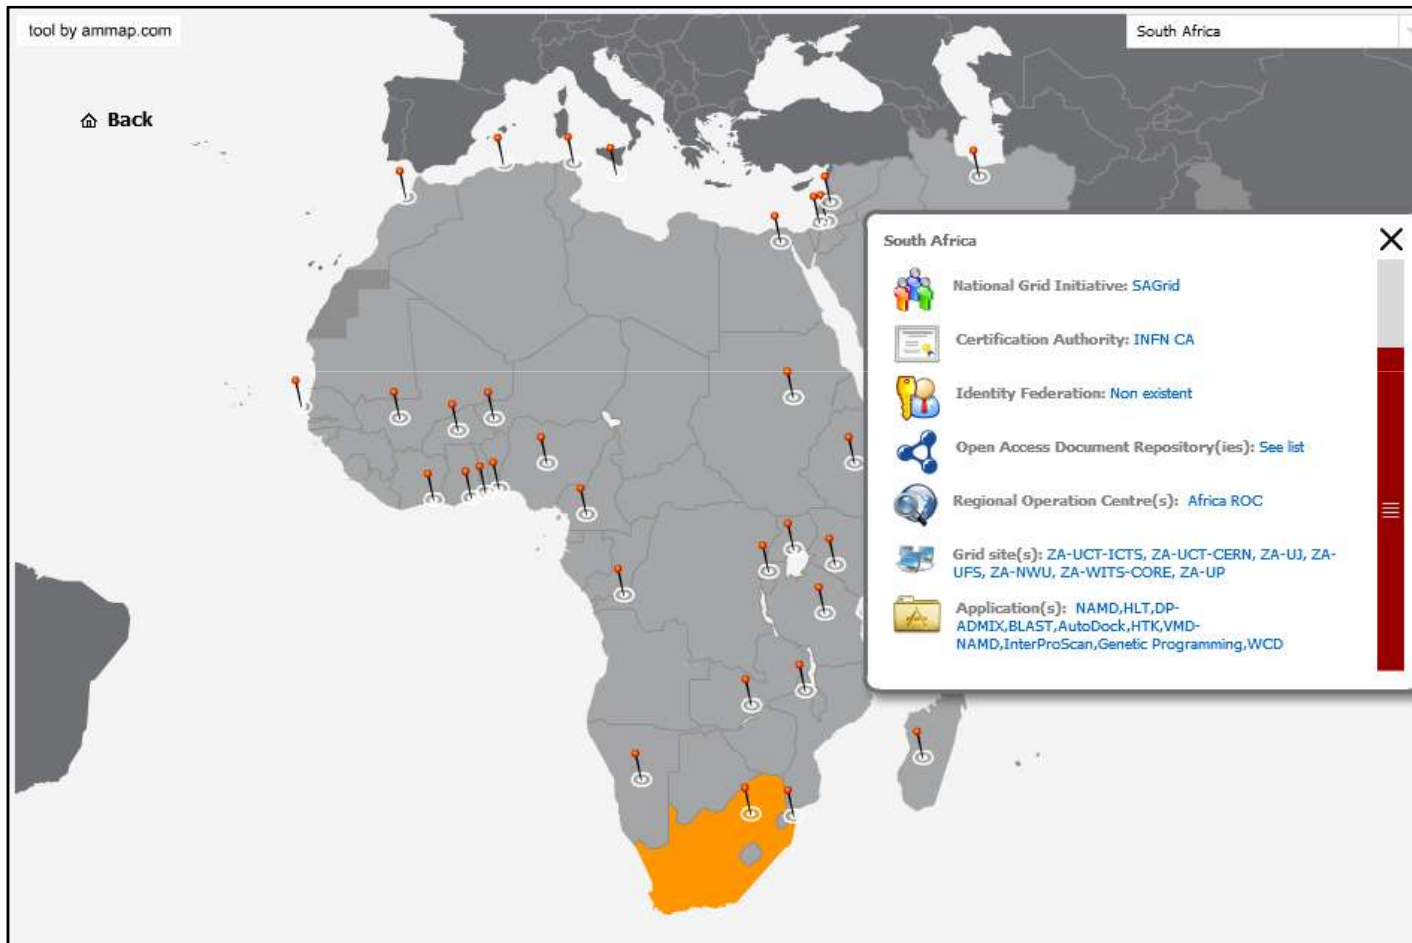 tool by ammap.com
South Africa
Back
South Africa
National Grid Initiative: SAGrid
Certification Authority: INFN CA
Identity Federation: Non existent
Open Access Document Repository(ies): See list
Regional Operation Centre(s): Africa ROC
Grid site(s): ZA-UCT-ICTS, ZA-UCT-CERN, ZA-UJ, ZA-
UFS, ZA-NWU, ZA-WITS-CORE, ZA-UP
Application(s): NAMD,HLT,DP-
ADMIX,BLAST,AutoDock,HTK,VMD-
NAMD,InterProScan,Genetic Programming,WCD